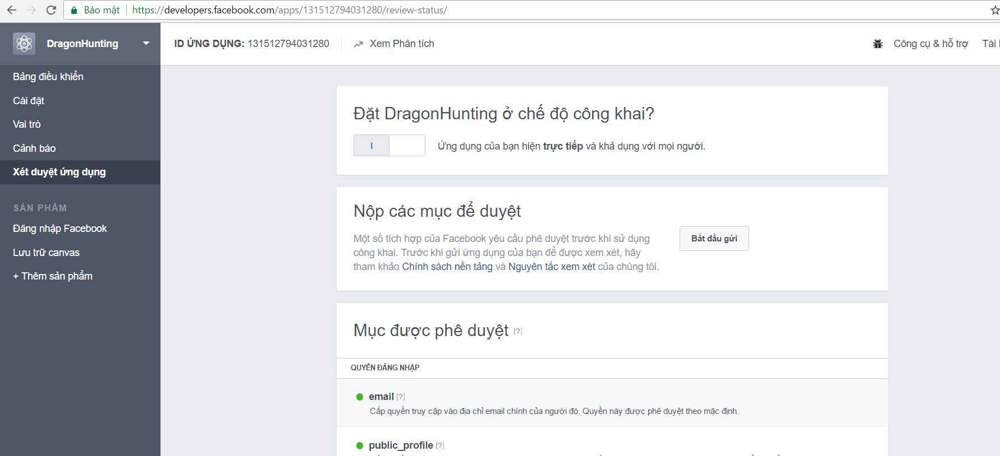 Bảo mật https://developers.facebook.com/apps/131512794031280/review-status/
DragonHunting
ID ỨNG DỤNG: 131512794031280
Xem Phân tích
Công cụ & hỗ trợ
Tài l
Bảng điều khiển
Cài đặt
Vai trò
Cảnh báo
Xét duyệt ứng dụng
SẢN PHẨM
Đăng nhập Facebook
Lưu trữ canvas
+ Thêm sản phẩm
Đặt DragonHunting ở chế độ công khai?
Ứng dụng của bạn hiện trực tiếp và khả dụng với mọi người.
Nộp các mục để duyệt
Một số tích hợp của Facebook yêu cầu phê duyệt trước khi sử dụng
công khai. Trước khi gửi ứng dụng của bạn để được xem xét, hãy
tham khảo Chính sách nền tảng và Nguyên tắc xem xét của chúng tôi.
Bắt đầu gửi
Mục được phê duyệt [?]
QUYỀN ĐĂNG NHẬP
email [?]
Cấp quyền truy cập vào địa chỉ email chính của người đó. Quyền này được phê duyệt theo mặc định.
public_profile [?]